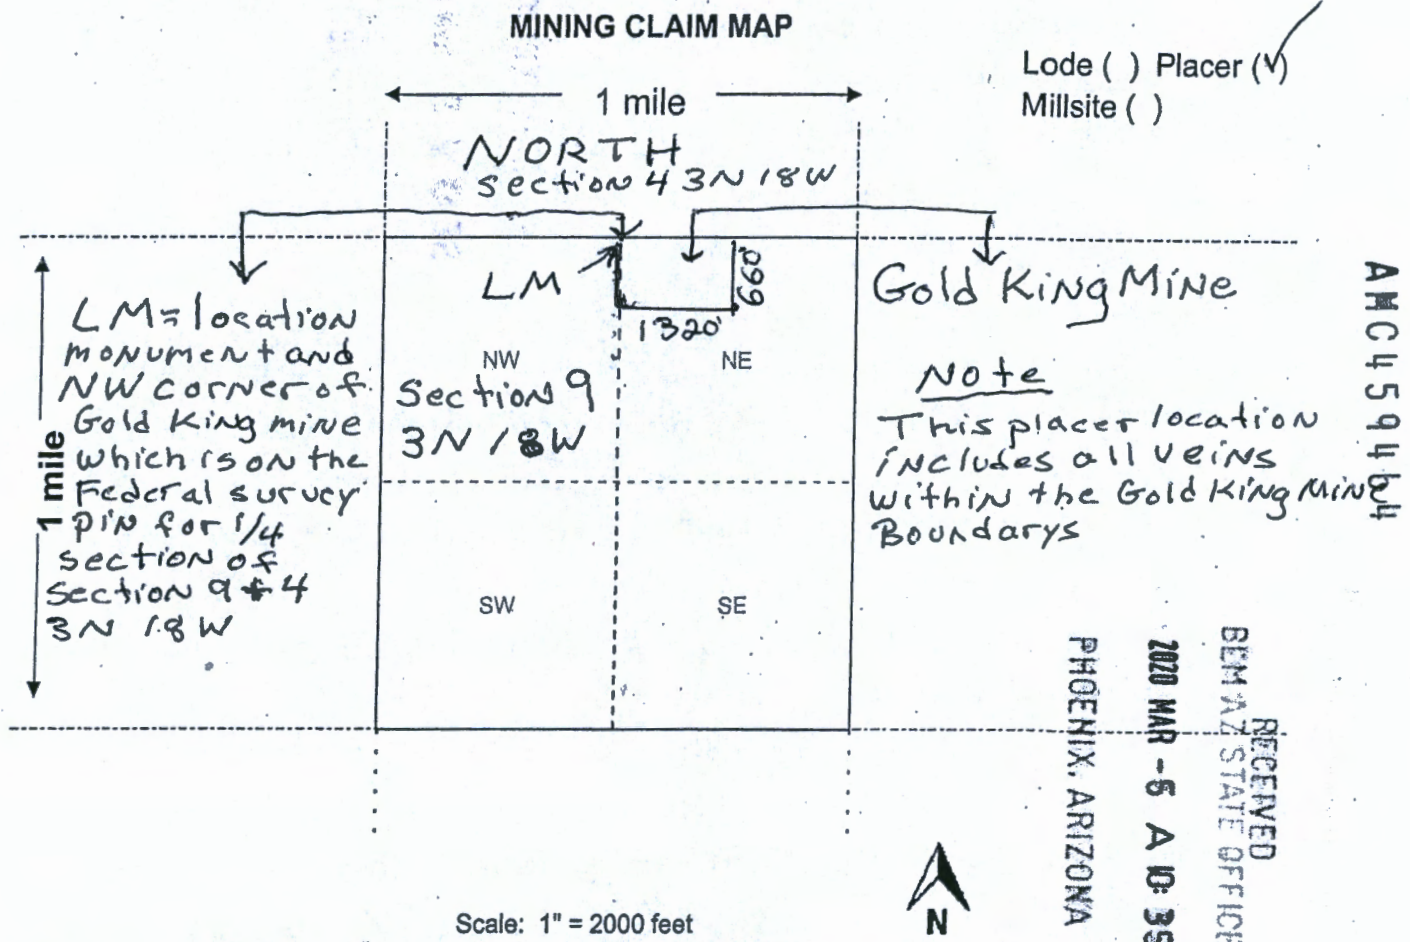 MINING CLAIM MAP
Lode ( ) Placer (√)
Millsite ( )
1 mile
NORTH
section 4 3N 18W
LM
660'
1320'
Gold King Mine
LM = location
monument and
NW corner of
Gold King mine
which is on the
Federal survey
pin for 1/4
section of
section 9 + 4
3N 18W
1 mile
NW
NE
Section 9
3N 18W
SW
SE
Note
This placer location
includes all veins
within the Gold King Mine
Boundarys
AMC459464
RECEIVED
BLM AZ STATE OFFICE
2020 MAR -5 A 10:
PHOENIX, ARIZONA
N
Scale: 1" = 2000 feet